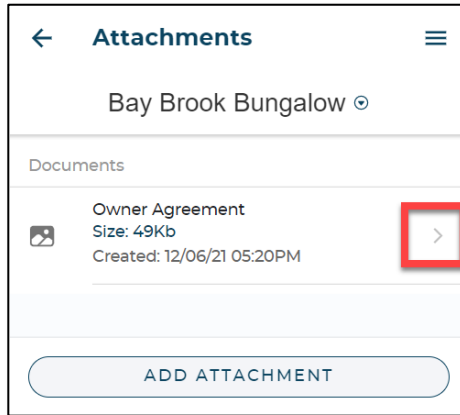 Attachments
Bay Brook Bungalow
Documents
Owner Agreement
Size: 49Kb
Created: 12/06/21 05:20PM
ADD ATTACHMENT